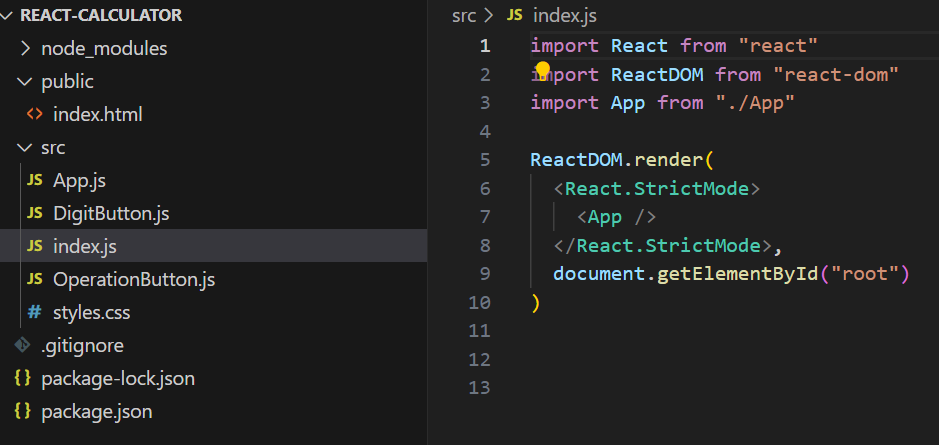 REACT-CALCULATOR
node_modules
public
<> index.html
src
JS App.js
JS DigitButton.js
JS index.js
JS OperationButton.js
# styles.css
.gitignore
{ } package-lock.json
{ } package.json
src > JS index.js
1 import React from "react"
2 import ReactDOM from "react-dom"
3 import App from "./App"
4
5 ReactDOM.render(
6   <React.StrictMode>
7     <App />
8   </React.StrictMode>,
9   document.getElementById("root")
10 )
11
12
13